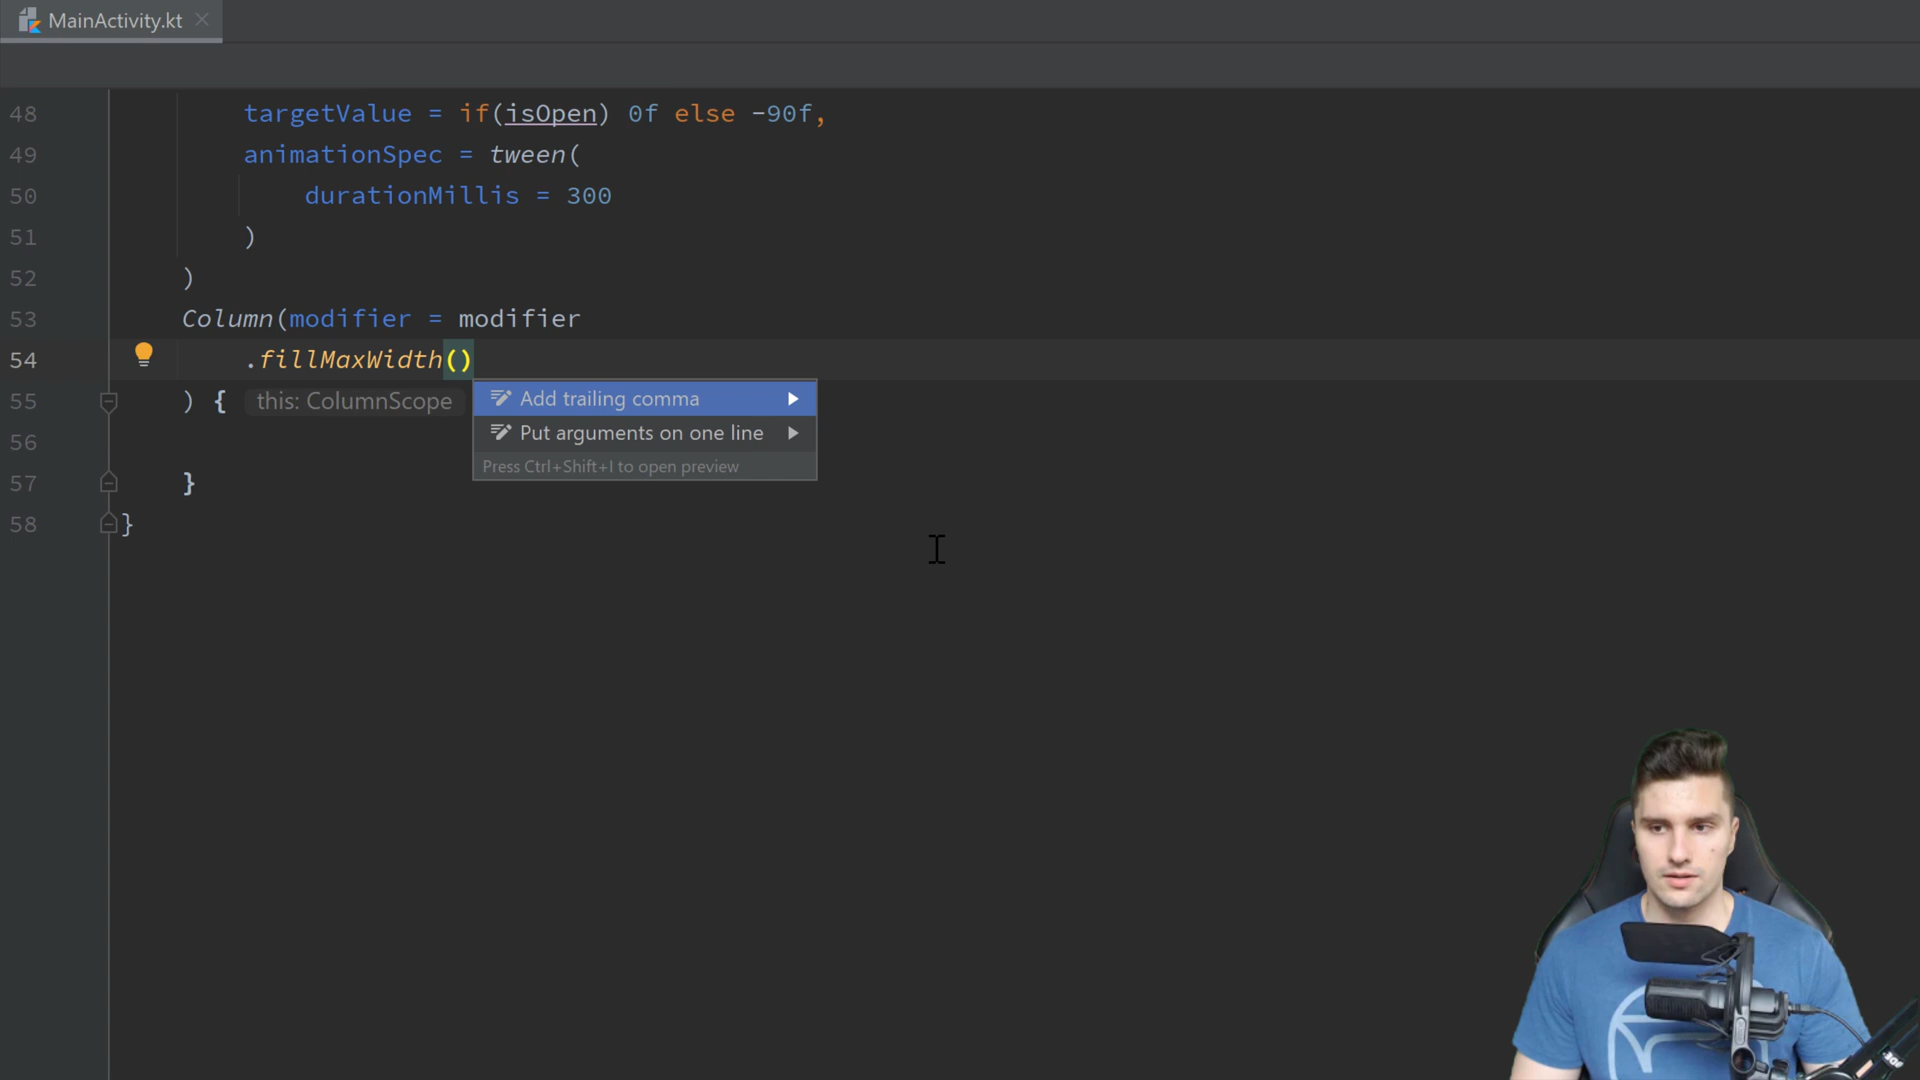 MainActivity.kt
48 targetValue = if(isOpen) 0f else -90f,
49 animationSpec = tween(
50 durationMillis = 300
51 )
52 )
53 Column(modifier = modifier
54 .fillMaxWidth()
55 ) { this: ColumnScope
Add trailing comma
Put arguments on one line
Press Ctrl+Shift+I to open preview
56
57 }
58 }